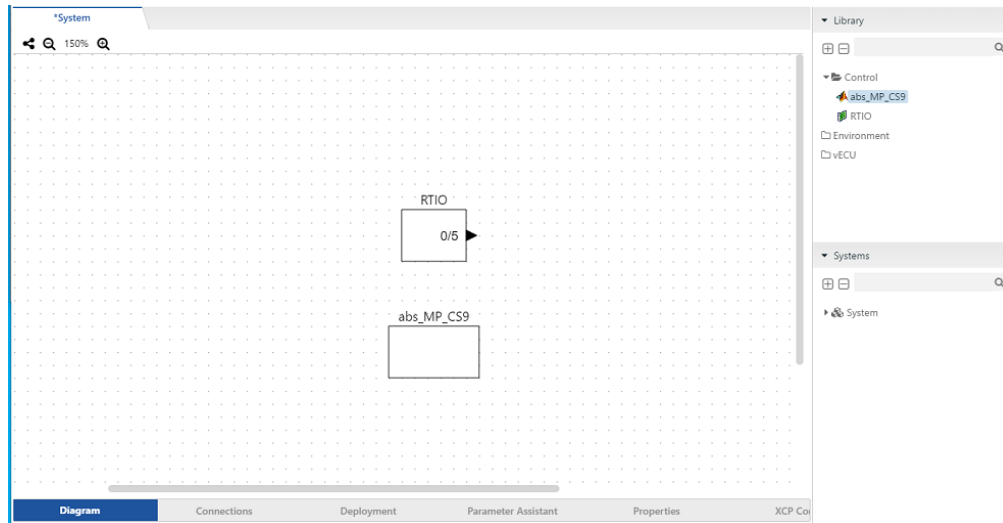 *System
150%
RTIO
0/5
abs_MP_CS9
Diagram
Connections
Deployment
Parameter Assistant
Properties
XCP Co
Library
Control
abs_MP_CS9
RTIO
Environment
vECU
Systems
System